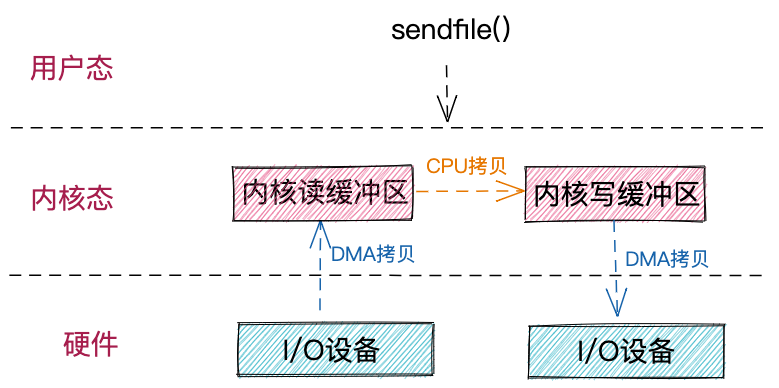 sendfile()
用户态
CPU拷贝
内核态
内核读缓冲区
内核写缓冲区
DMA拷贝
DMA拷贝
硬件
I/O设备
I/O设备